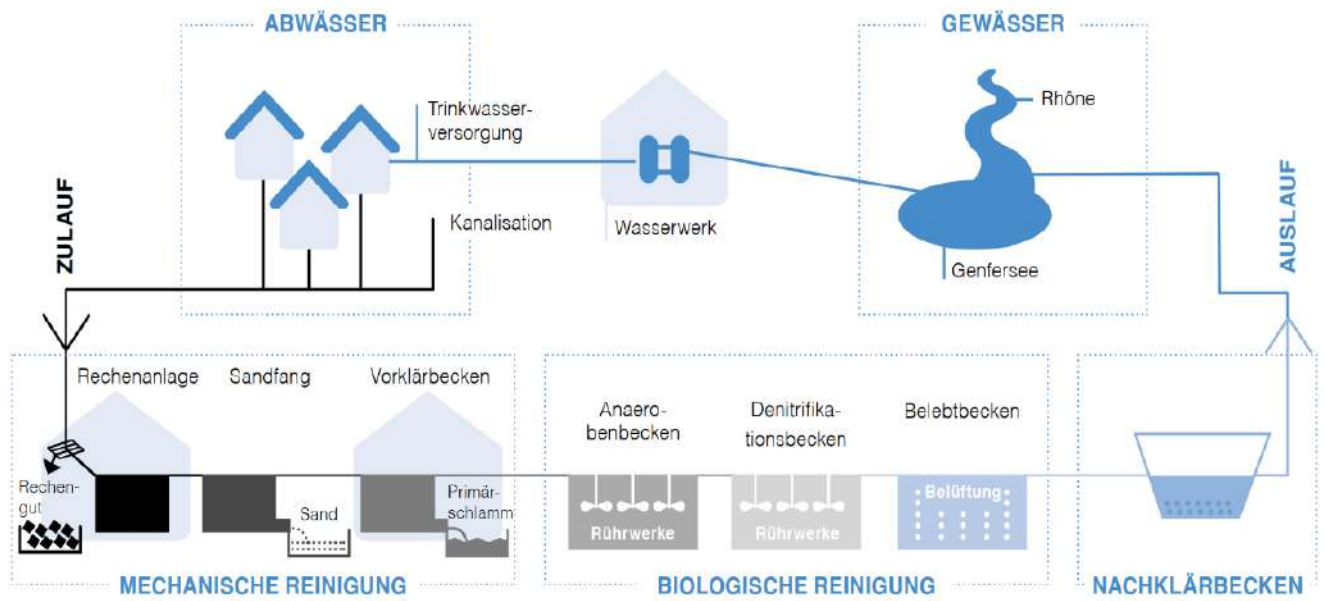 ABWÄSSER
GEWÄSSER
Trinkwasser-
versorgung
Rhône
ZULAUF
Kanalisation
Wasserwerk
Genfersee
AUSLAUF
Rechenanlage
Sandfang
Vorklärbecken
Anaero-
benbecken
Denitrifika-
tionsbecken
Belebtbecken
Rechen-
gut
Sand
Primär-
schlamm
Rührwerke
Rührwerke
Belüftung
MECHANISCHE REINIGUNG
BIOLOGISCHE REINIGUNG
NACHKLÄRBECKEN